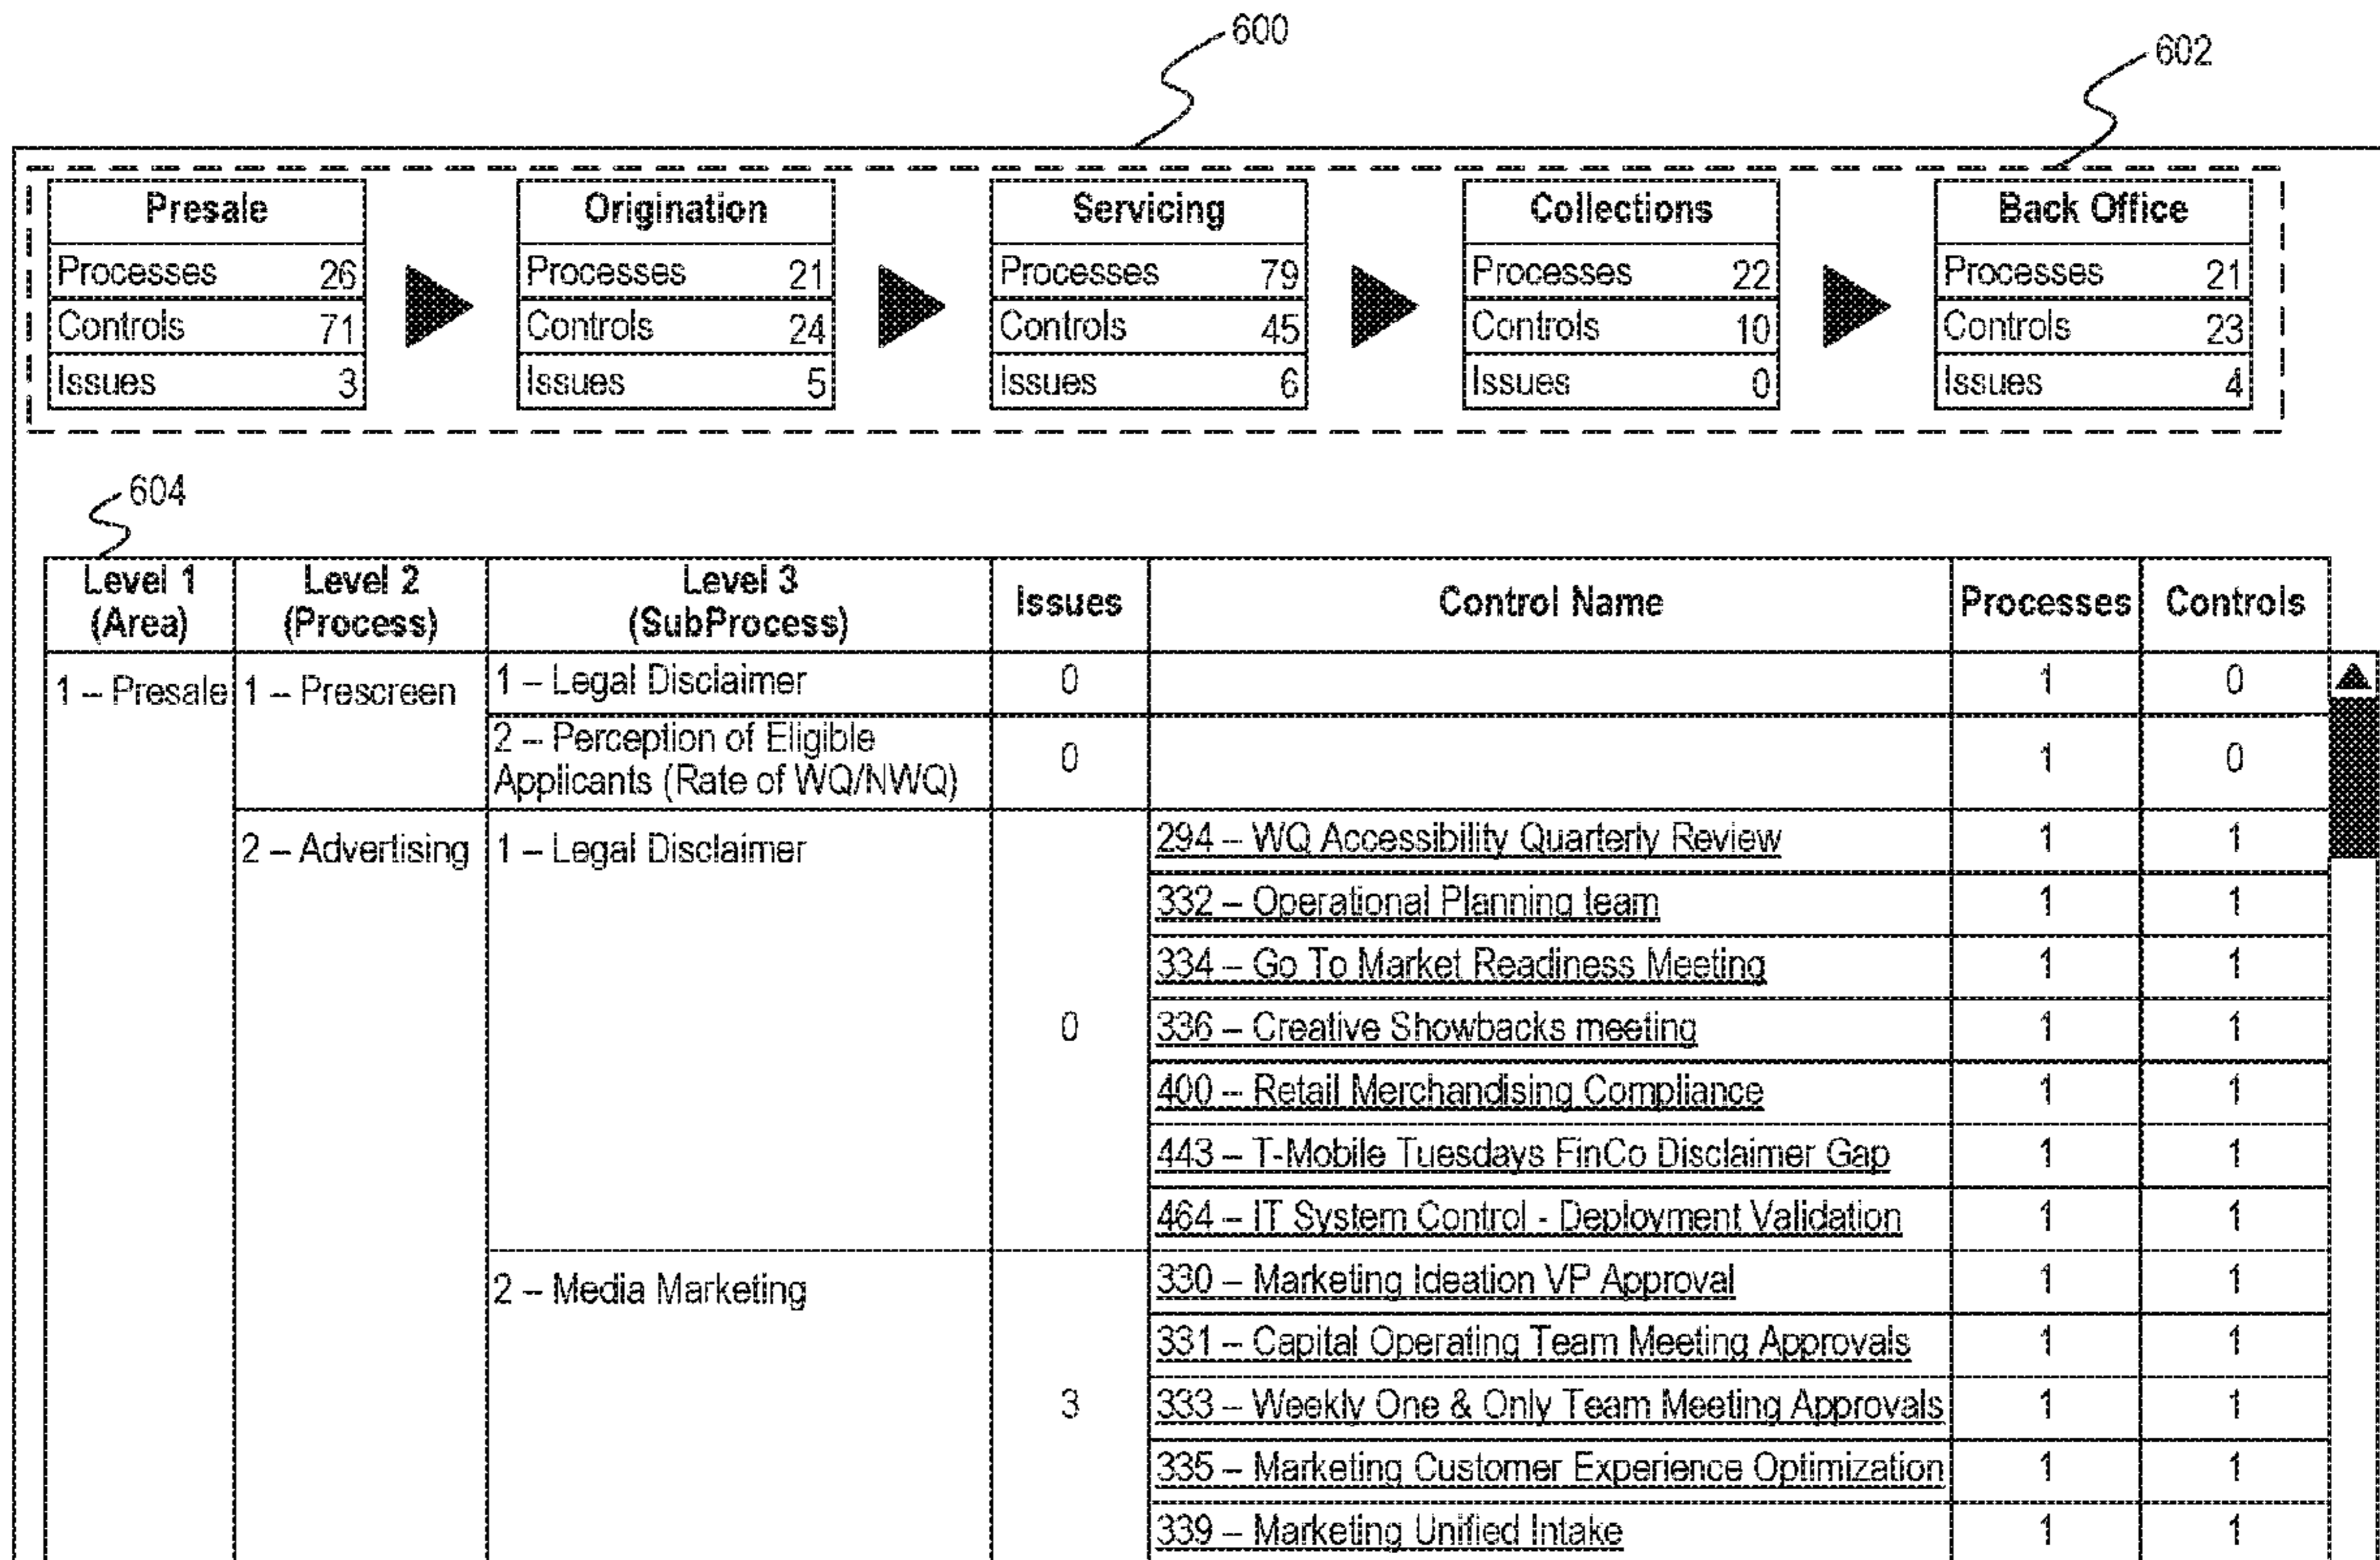 600
602
Presale Origination Servicing Collections Back Office
Processes 26 Processes 21 Processes 79 Processes 22 Processes 21
Controls 71 Controls 24 Controls 45 Controls 10 Controls 23
Issues 3 Issues 5 Issues 6 Issues 0 Issues 4
604
Level 1 (Area) Level 2 (Process) Level 3 (SubProcess) Issues Control Name Processes Controls
1 – Presale 1 – Prescreen 1 – Legal Disclaimer 0 1 0
2 – Perception of Eligible
Applicants (Rate of WQ/NWQ) 0 1 0
2 – Advertising 1 – Legal Disclaimer 294 – WQ Accessibility Quarterly Review 1 1
332 – Operational Planning team 1 1
334 – Go To Market Readiness Meeting 1 1
0 336 – Creative Showbacks meeting 1 1
400 – Retail Merchandising Compliance 1 1
443 – T-Mobile Tuesdays FinCo Disclaimer Gap 1 1
464 – IT System Control - Deployment Validation 1 1
2 – Media Marketing 330 – Marketing Ideation VP Approval 1 1
331 – Capital Operating Team Meeting Approvals 1 1
3 333 – Weekly One & Only Team Meeting Approvals 1 1
335 – Marketing Customer Experience Optimization 1 1
339 – Marketing Unified Intake 1 1